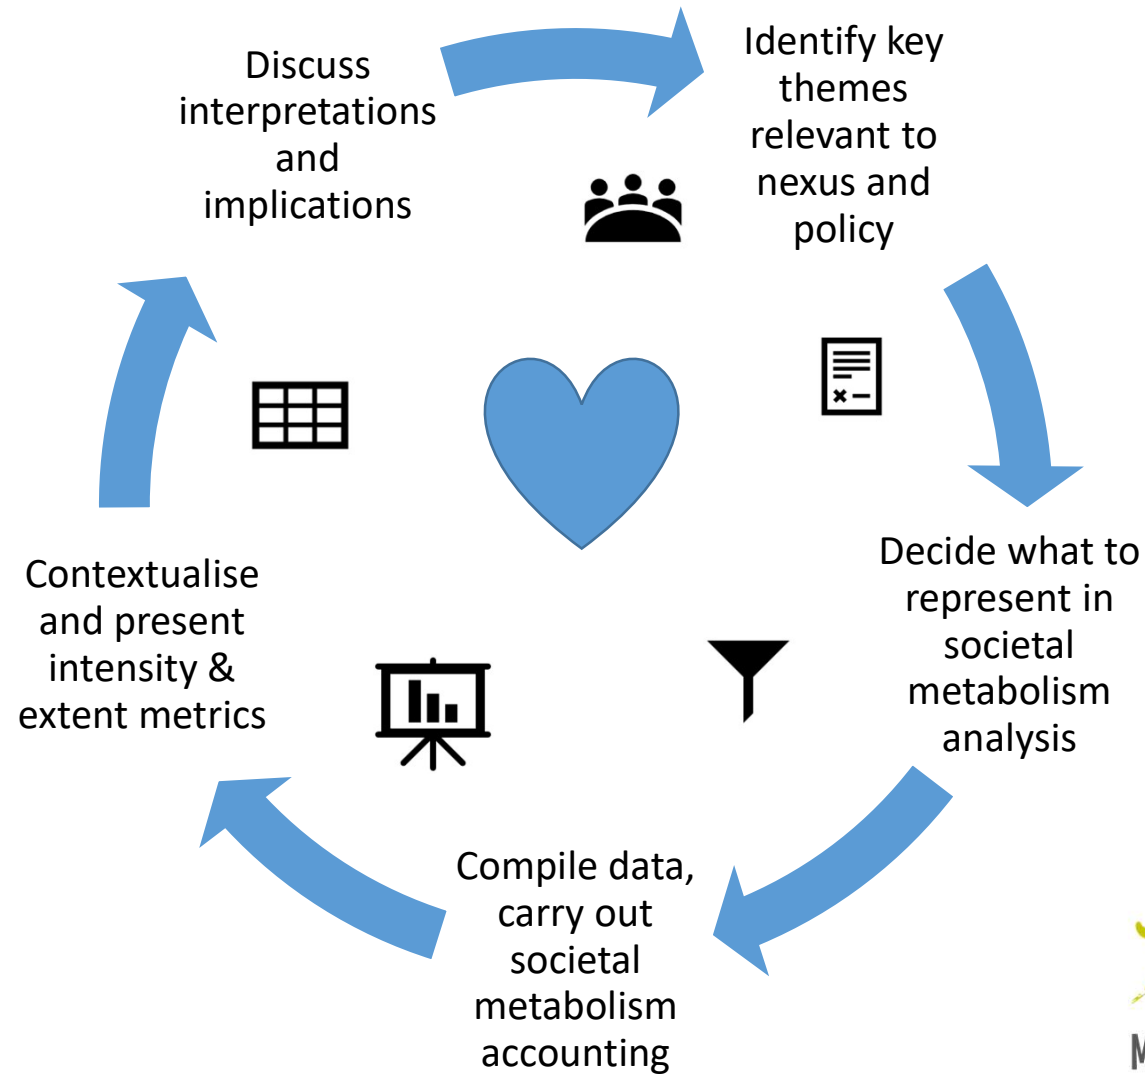 Identify key
themes
relevant to
nexus and
policy
Decide what to
represent in
societal
metabolism
analysis
Compile data,
carry out
societal
metabolism
accounting
Contextualise
and present
intensity &
extent metrics
Discuss
interpretations
and
implications